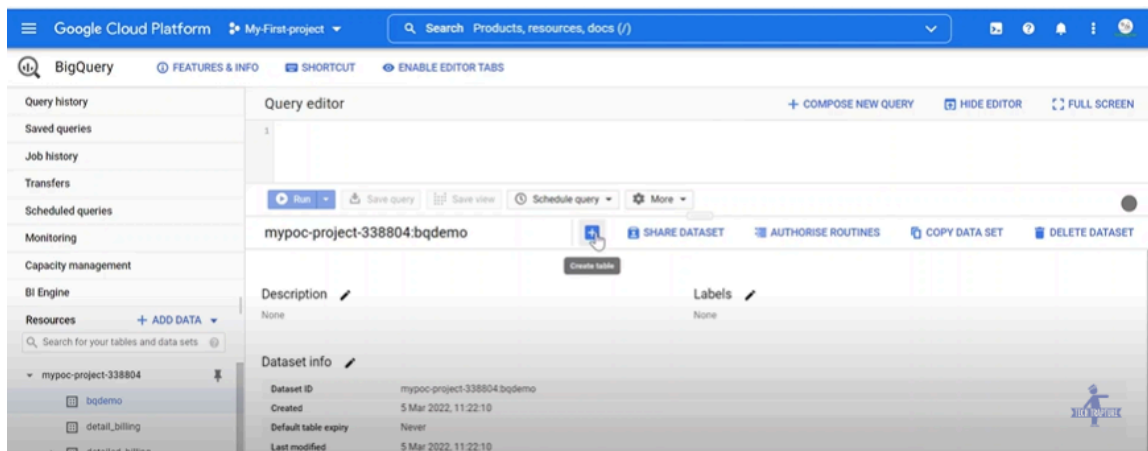 Google Cloud Platform My-First-project Search Products, resources, docs (/)
BigQuery FEATURES & INFO SHORTCUT ENABLE EDITOR TABS
Query history
Saved queries
Job history
Transfers
Scheduled queries
Monitoring
Capacity management
BI Engine
Resources + ADD DATA
Search for your tables and data sets
mypoc-project-338804
bqdemo
detail_billing
detailed_billing
Query editor + COMPOSE NEW QUERY HIDE EDITOR FULL SCREEN
1
Run Save query Save view Schedule query More
mypoc-project-338804:bqdemo SHARE DATASET AUTHORISE ROUTINES COPY DATA SET DELETE DATASET
Create table
Description Labels
None None
Dataset info
Dataset ID mypoc-project-338804:bqdemo
Created 5 Mar 2022, 11:22:10
Default table expiry Never
Last modified 5 Mar 2022, 11:22:10
TECH TRAPTURE